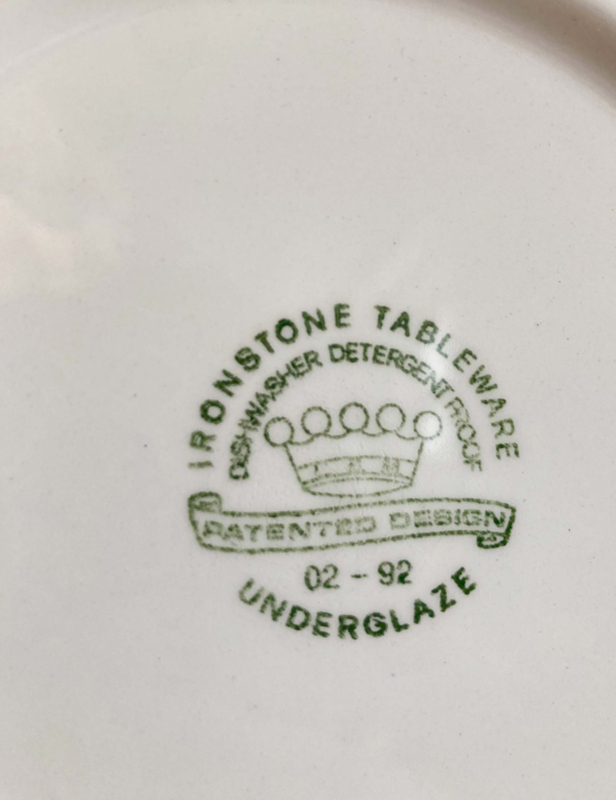 IRONSTONE TABLEWARE
DISHWASHER DETERGENT PROOF
PATENTED DESIGN
02 - 92
UNDERGLAZE